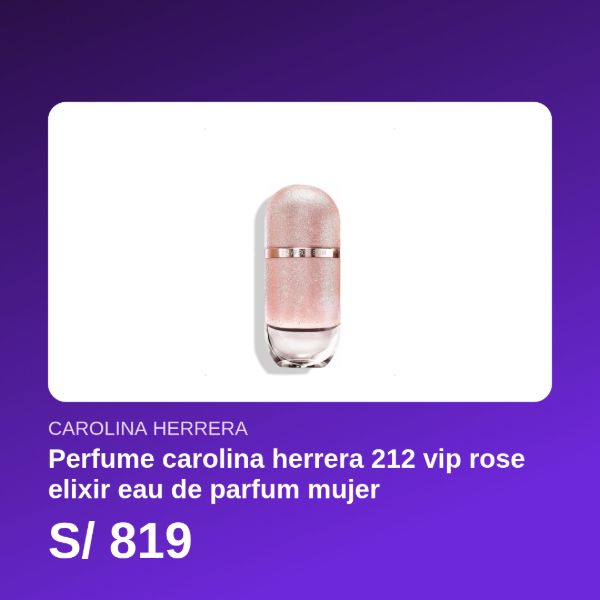 CAROLINA HERRERA
Perfume carolina herrera 212 vip rose
elixir eau de parfum mujer
S/ 819